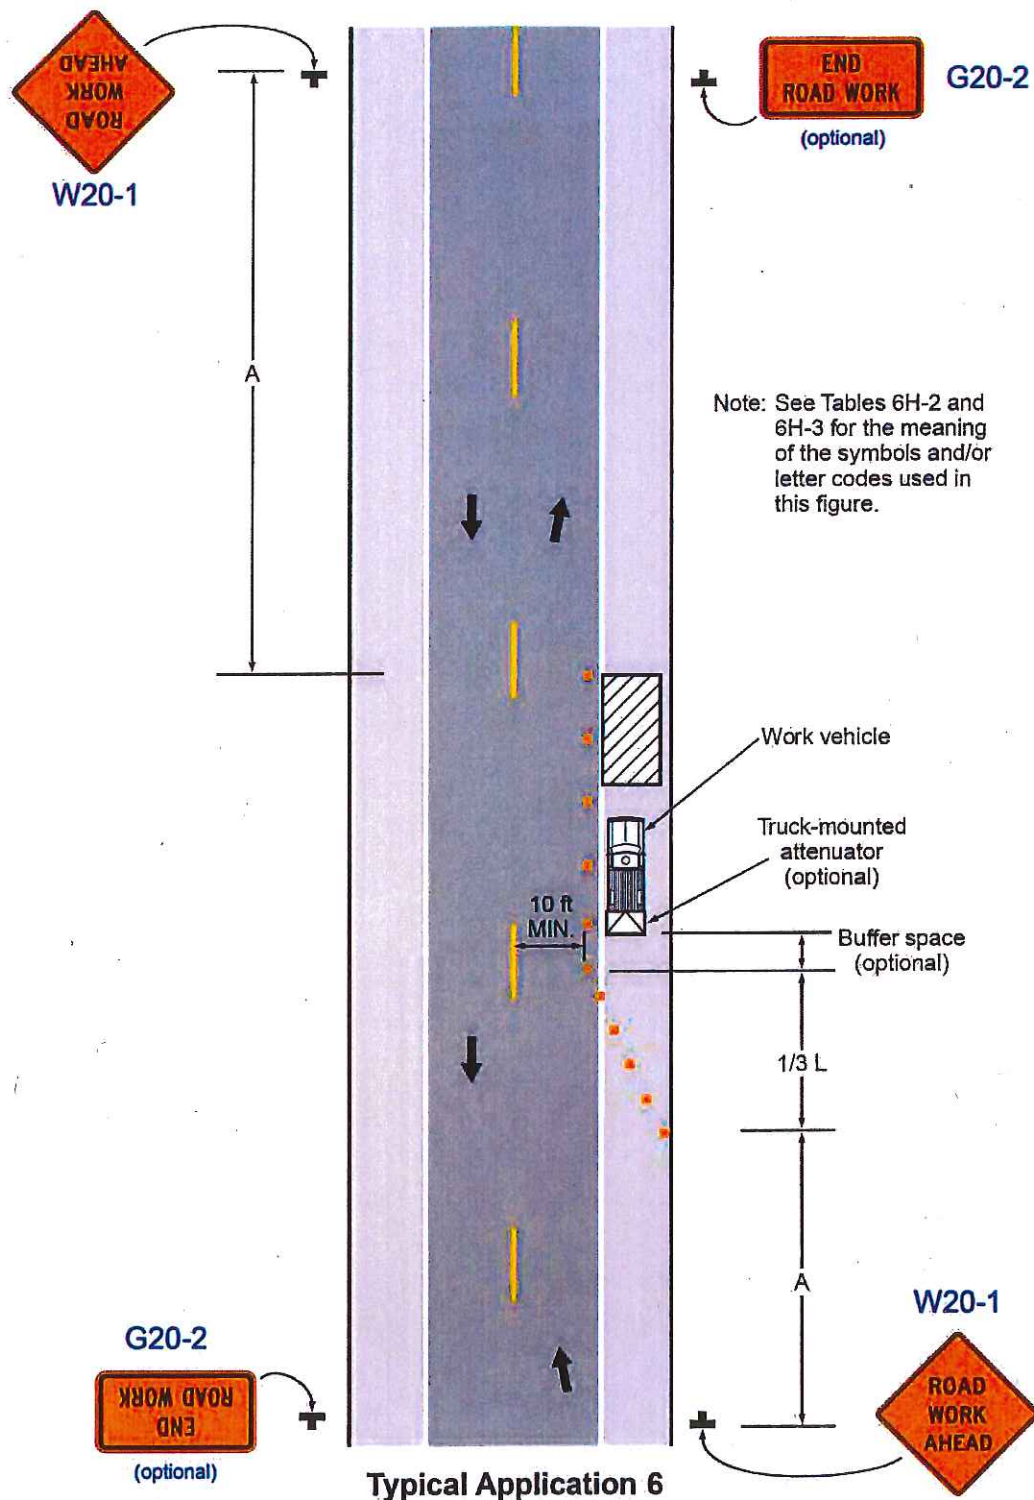 ROAD
WORK
AHEAD
W20-1
END
ROAD WORK
(optional)
G20-2
A
Note: See Tables 6H-2 and
6H-3 for the meaning
of the symbols and/or
letter codes used in
this figure.
Work vehicle
Truck-mounted
attenuator
(optional)
10 ft
MIN.
Buffer space
(optional)
1/3 L
A
W20-1
ROAD
WORK
AHEAD
G20-2
END
ROAD WORK
(optional)
Typical Application 6